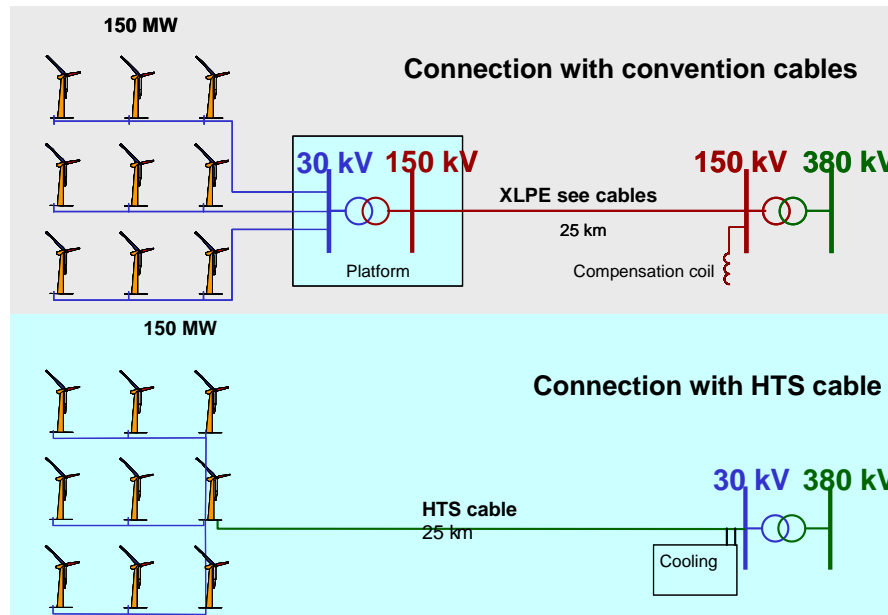 150 MW
Connection with convention cables
30 kV 150 kV 150 kV 380 kV
XLPE see cables
25 km
Platform Compensation coil
150 MW
Connection with HTS cable
30 kV 380 kV
HTS cable
25 km
Cooling